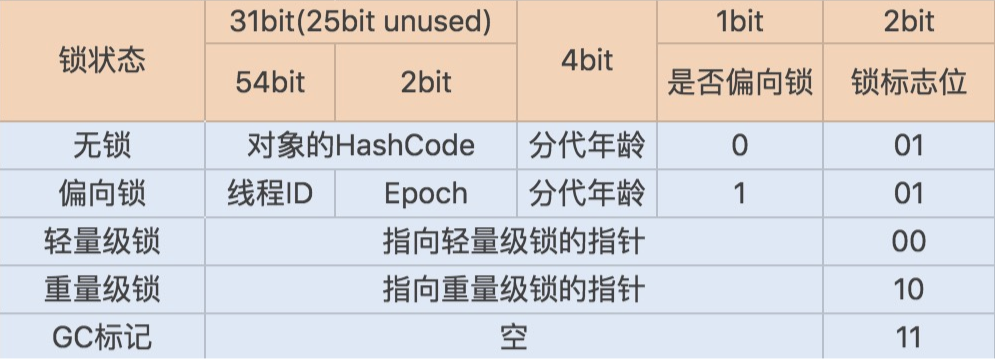 锁状态 31bit(25bit unused) 4bit 1bit 2bit
54bit 2bit 是否偏向锁 锁标志位
无锁 对象的HashCode 分代年龄 0 01
偏向锁 线程ID Epoch 分代年龄 1 01
轻量级锁 指向轻量级锁的指针 00
重量级锁 指向重量级锁的指针 10
GC标记 空 11